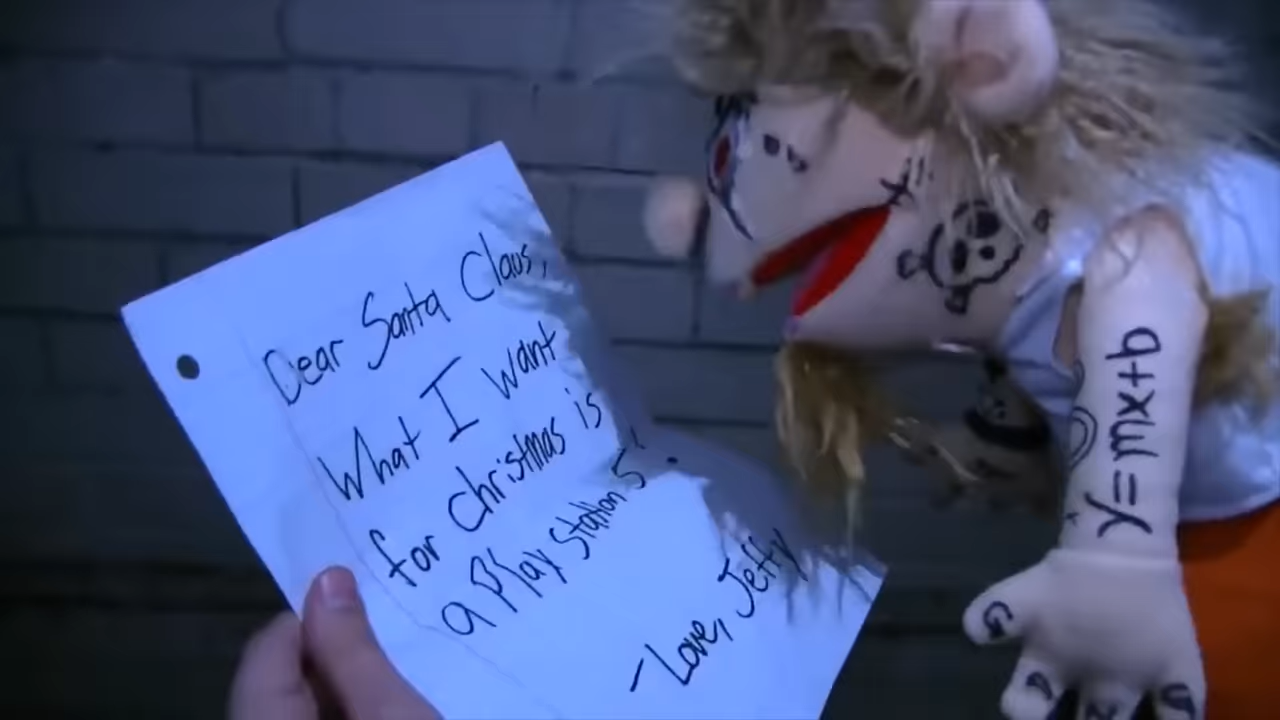 Dear Santa Claus,
What I want
for christmas is
a Play Station 5!
-Love, Jeffy
y=mx+b